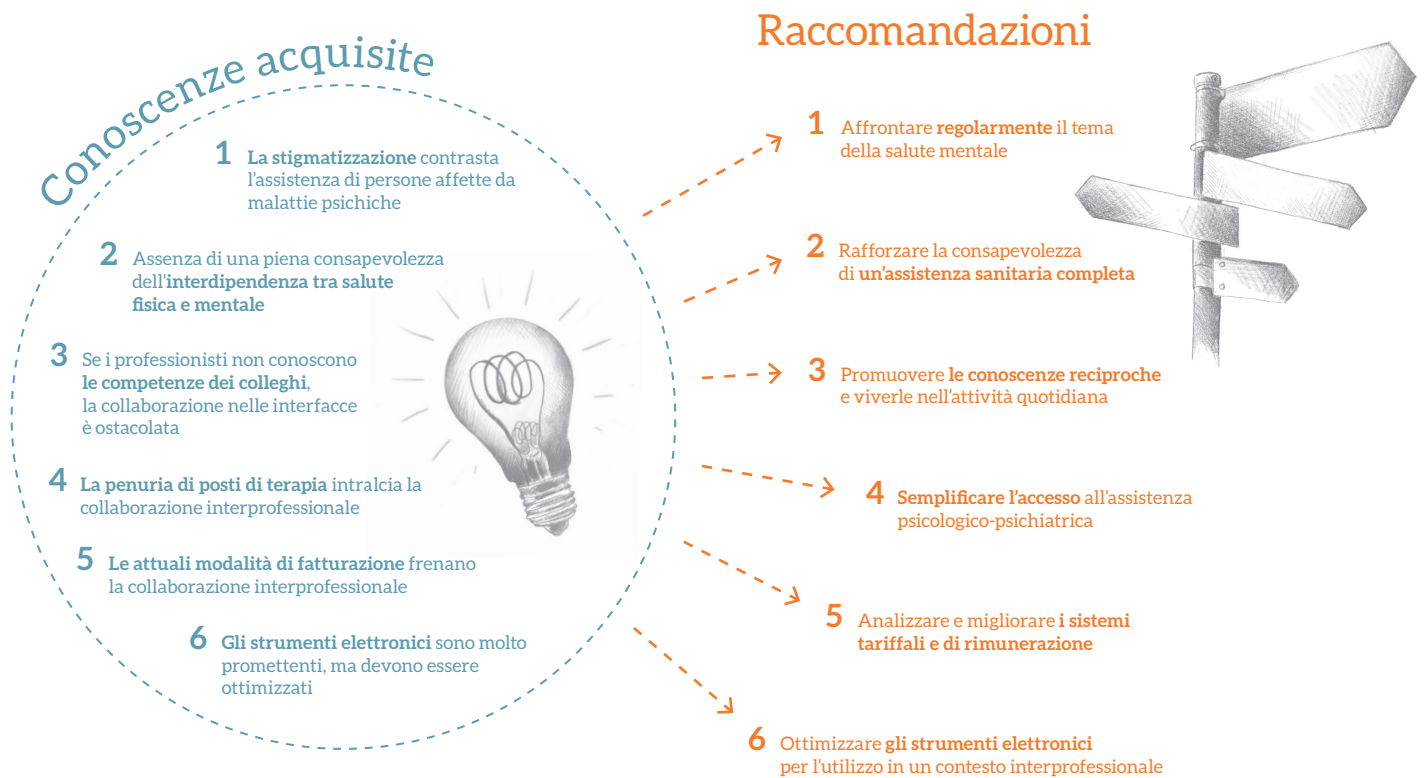 Conoscenze acquisite
1 La stigmatizzazione contrasta
l'assistenza di persone affette da
malattie psichiche
2 Assenza di una piena consapevolezza
dell'interdipendenza tra salute
fisica e mentale
3 Se i professionisti non conoscono
le competenze dei colleghi,
la collaborazione nelle interfacce
è ostacolata
4 La penuria di posti di terapia intralcia la
collaborazione interprofessionale
5 Le attuali modalità di fatturazione frenano
la collaborazione interprofessionale
6 Gli strumenti elettronici sono molto
promettenti, ma devono essere
ottimizzati
Raccomandazioni
1 Affrontare regolarmente il tema
della salute mentale
2 Rafforzare la consapevolezza
di un'assistenza sanitaria completa
3 Promuovere le conoscenze reciproche
e viverle nell'attività quotidiana
4 Semplificare l'accesso all'assistenza
psicologico-psichiatrica
5 Analizzare e migliorare i sistemi
tariffali e di rimunerazione
6 Ottimizzare gli strumenti elettronici
per l'utilizzo in un contesto interprofessionale